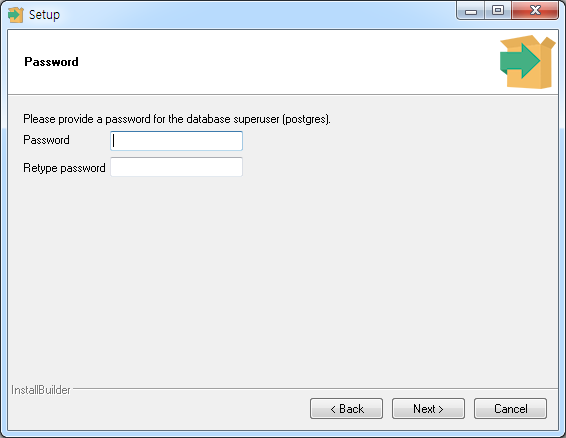 Setup
Password
Please provide a password for the database superuser (postgres).
Password
Retype password
InstallBuilder
< Back
Next >
Cancel